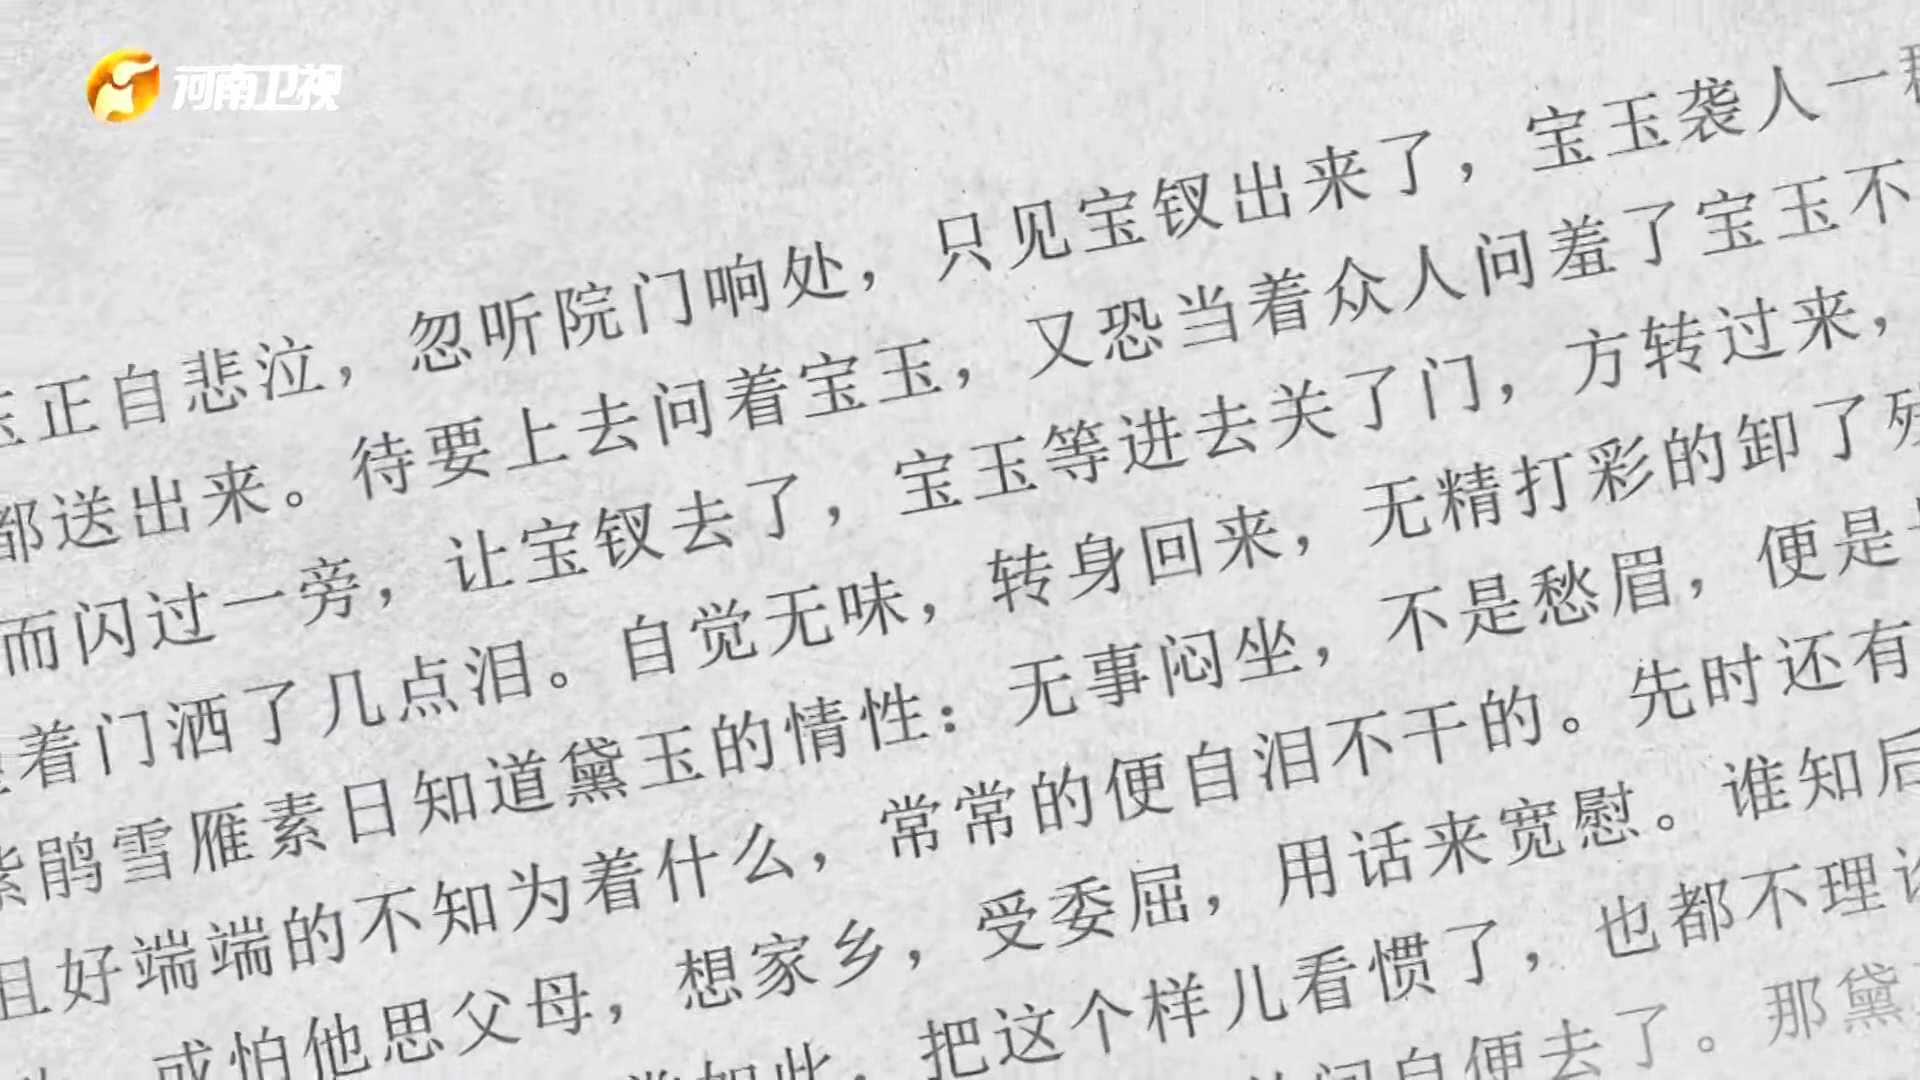 河南卫视
正自悲泣，忽听院门响处，只见宝钗出来了，宝玉袭人一
都送出来。待要上去问着宝玉，又恐当着众人问羞了宝玉不
而闪过一旁，让宝钗去了，宝玉等进去关了门，方转过来，
着门洒了几点泪。自觉无味，转身回来，无精打彩的卸了
紫鹃雪雁素日知道黛玉的情性：无事闷坐，不是愁眉，便是
且好端端的不知为着什么，常常的便自泪不干的。先时还有
或怕他思父母，想家乡，受委屈，用话来宽慰。谁知后
常如此，把这个样儿看惯了，也都不理论
闷自便去了。那黛